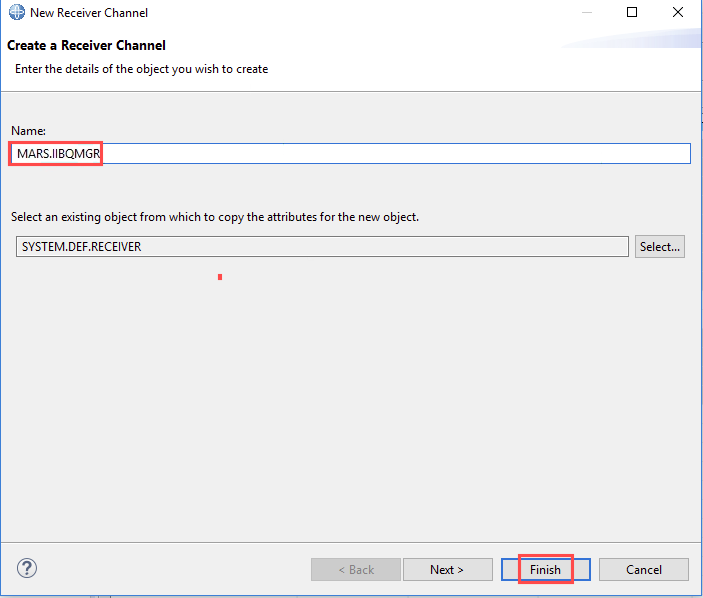 New Receiver Channel
Create a Receiver Channel
Enter the details of the object you wish to create
Name:
MARS.IIBQMGR
Select an existing object from which to copy the attributes for the new object.
SYSTEM.DEF.RECEIVER
Select...
?
< Back
Next >
Finish
Cancel